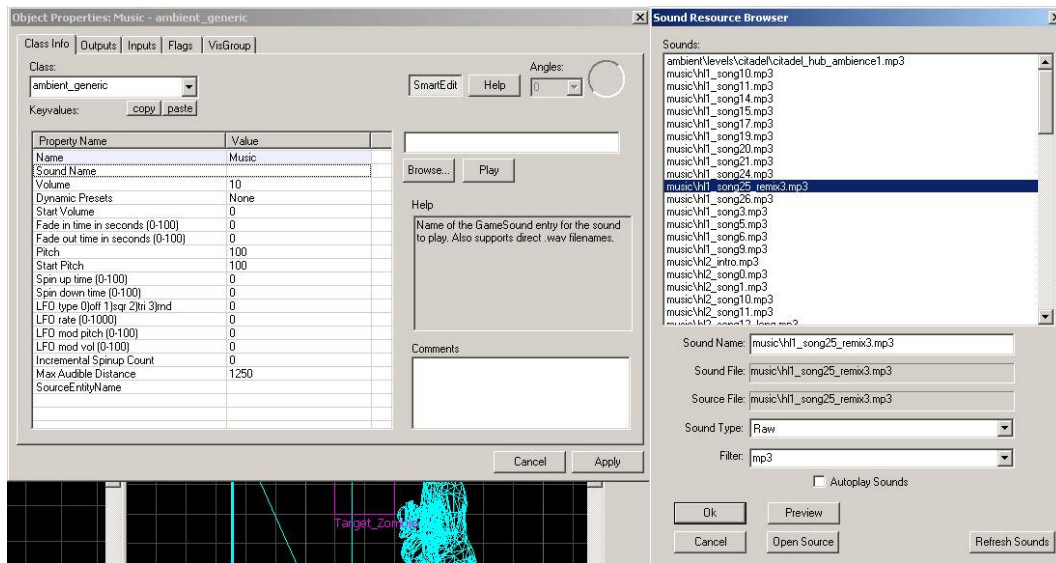 Object Properties: Music - ambient_generic
Class Info Outputs Inputs Flags VisGroup
Class:
ambient_generic
SmartEdit Help
Angles:
0
Keyvalues: copy paste
Property Name Value
Name Music
Sound Name
Volume 10
Dynamic Presets None
Start Volume 0
Fade in time in seconds (0-100) 0
Fade out time in seconds (0-100) 0
Pitch 100
Start Pitch 100
Spin up time (0-100) 0
Spin down time (0-100) 0
LFO type 0)off 1)sqr 2)tri 3)rnd 0
LFO rate (0-1000) 0
LFO mod pitch (0-100) 0
LFO mod vol (0-100) 0
Incremental Spinup Count 0
Max Audible Distance 1250
SourceEntityName
Browse... Play
Help
Name of the GameSound entry for the sound
to play. Also supports direct .wav filenames.
Comments
Cancel Apply
Target_Zom
Sound Resource Browser
Sounds:
ambient\levels\citadel\citadel_hub_ambience1.mp3
music\hl1_song10.mp3
music\hl1_song11.mp3
music\hl1_song14.mp3
music\hl1_song15.mp3
music\hl1_song17.mp3
music\hl1_song19.mp3
music\hl1_song20.mp3
music\hl1_song21.mp3
music\hl1_song24.mp3
music\hl1_song25_remix3.mp3
music\hl1_song26.mp3
music\hl1_song3.mp3
music\hl1_song5.mp3
music\hl1_song6.mp3
music\hl1_song9.mp3
music\hl2_intro.mp3
music\hl2_song0.mp3
music\hl2_song1.mp3
music\hl2_song10.mp3
music\hl2_song11.mp3
music\hl2_song12_long.mp3
Sound Name: music\hl1_song25_remix3.mp3
Sound File: music\hl1_song25_remix3.mp3
Source File: music\hl1_song25_remix3.mp3
Sound Type: Raw
Filter: mp3
Autoplay Sounds
Ok Preview
Cancel Open Source Refresh Sounds